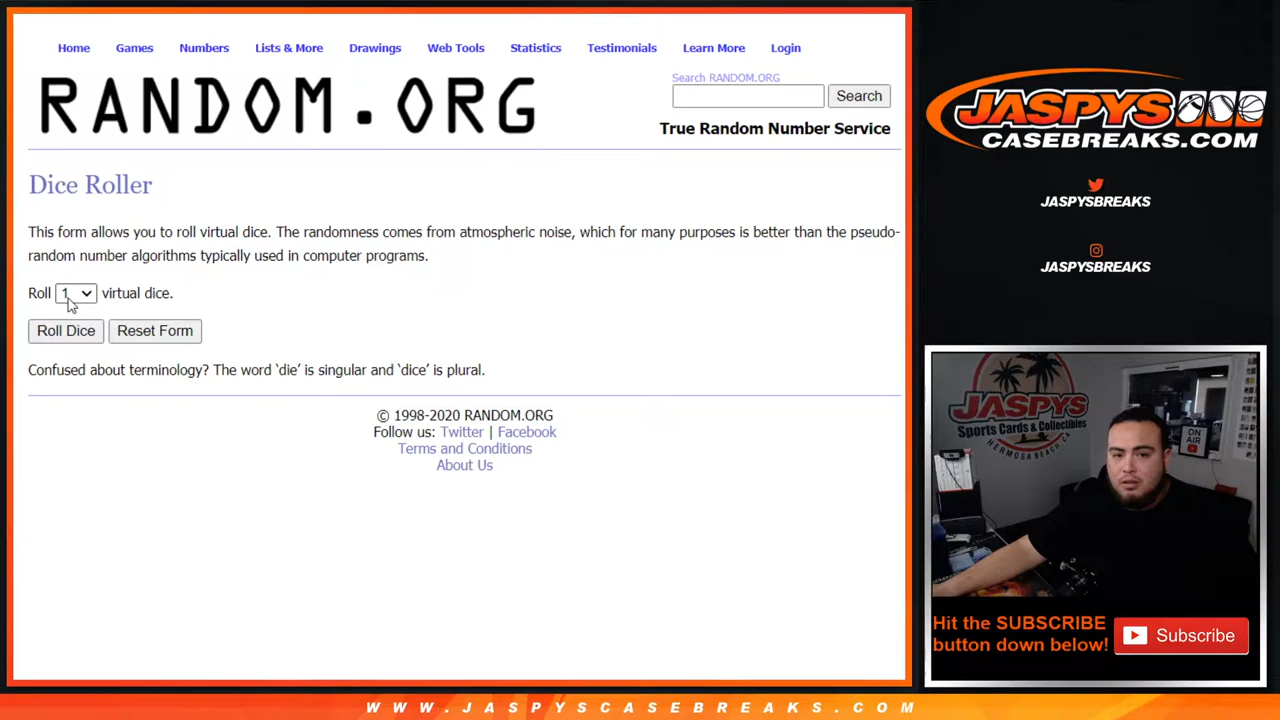 Home Games Numbers Lists & More Drawings Web Tools Statistics Testimonials Learn More Login
RANDOM.ORG
Search RANDOM.ORG
Search
True Random Number Service
Dice Roller
This form allows you to roll virtual dice. The randomness comes from atmospheric noise, which for many purposes is better than the pseudo-
random number algorithms typically used in computer programs.
Roll 1 virtual dice.
Roll Dice Reset Form
Confused about terminology? The word ‘die’ is singular and ‘dice’ is plural.
© 1998-2020 RANDOM.ORG
Follow us: Twitter | Facebook
Terms and Conditions
About Us
JASPYS
CASEBREAKS.COM
JASPYSBREAKS
JASPYSBREAKS
JASPYS
Sports Cards & Collectibles
HERMOSA BEACH, CA
ON
AIR
Hit the SUBSCRIBE
button down below!
Subscribe
WWW.JASPYSCASEBREAKS.COM